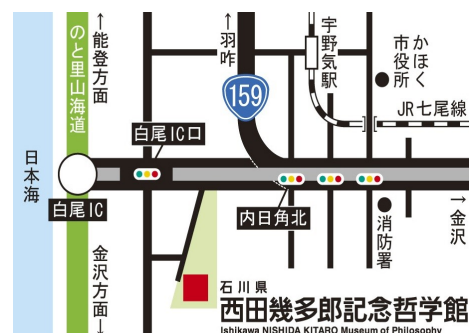 ↑能登方面
のと里山海道
日本海
白尾IC
金沢方面↓
白尾IC口
←羽咋
159
宇野気駅
かほく
市役所
JR七尾線
内日角北
消防署
→金沢
石川県
西田幾多郎記念哲学館
Ishikawa NISHIDA KITARO Museum of Philosophy